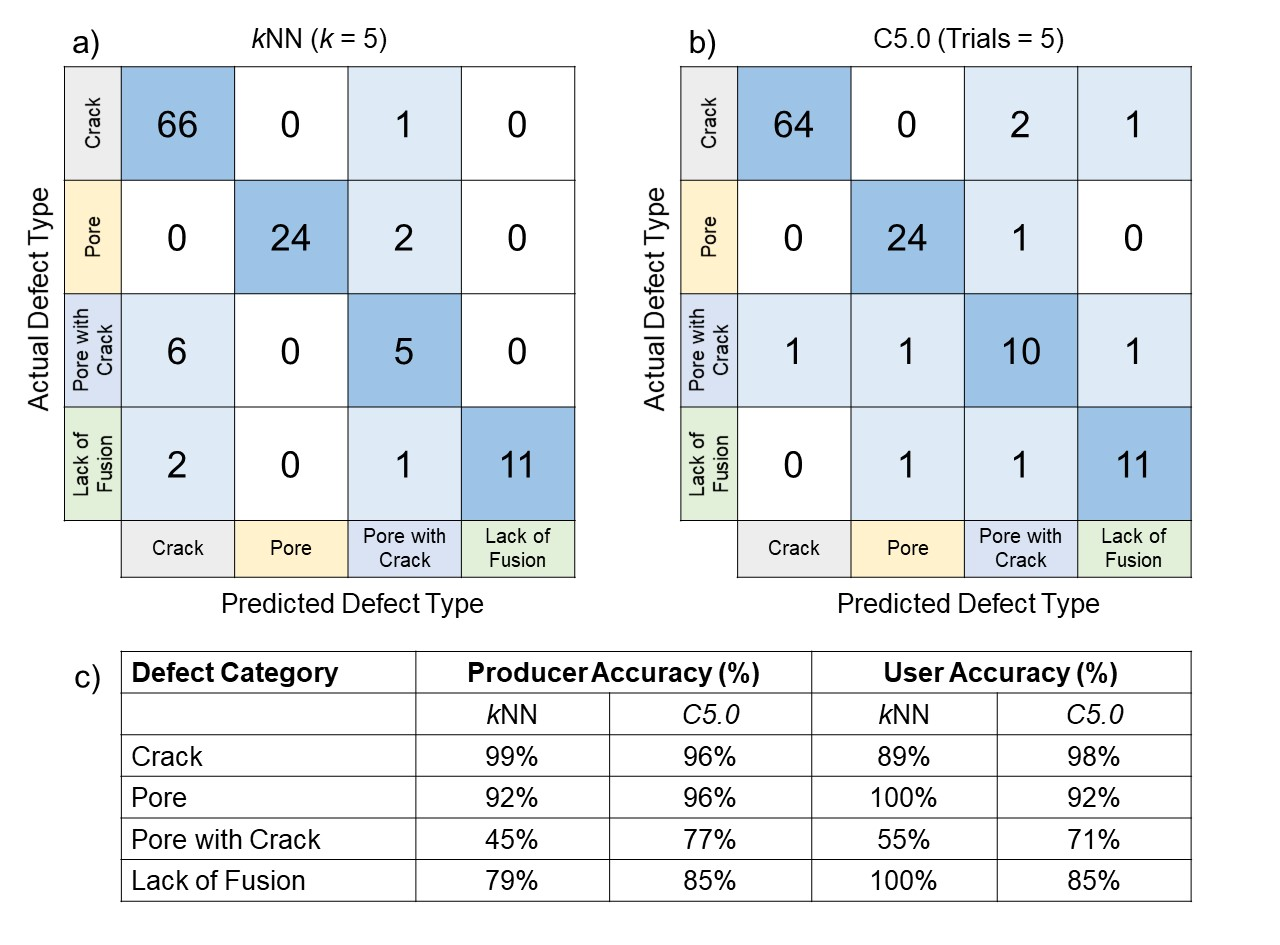 a) kNN (k = 5)
Actual Defect Type
Crack 66 0 1 0
Pore 0 24 2 0
Pore with
Crack 6 0 5 0
Lack of
Fusion 2 0 1 11
Crack Pore Pore with
Crack Lack of
Fusion
Predicted Defect Type
b) C5.0 (Trials = 5)
Actual Defect Type
Crack 64 0 2 1
Pore 0 24 1 0
Pore with
Crack 1 1 10 1
Lack of
Fusion 0 1 1 11
Crack Pore Pore with
Crack Lack of
Fusion
Predicted Defect Type
c) Defect Category Producer Accuracy (%) User Accuracy (%)
kNN C5.0 kNN C5.0
Crack 99% 96% 89% 98%
Pore 92% 96% 100% 92%
Pore with Crack 45% 77% 55% 71%
Lack of Fusion 79% 85% 100% 85%